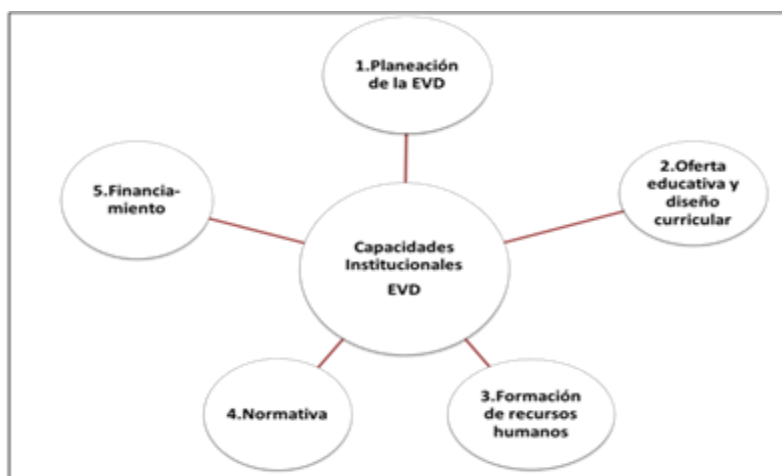 1.Planeación
de la EVD
2.Oferta
educativa y
diseño
curricular
5.Financia-
miento
Capacidades
Institucionales
EVD
4.Normativa
3.Formación
de recursos
humanos